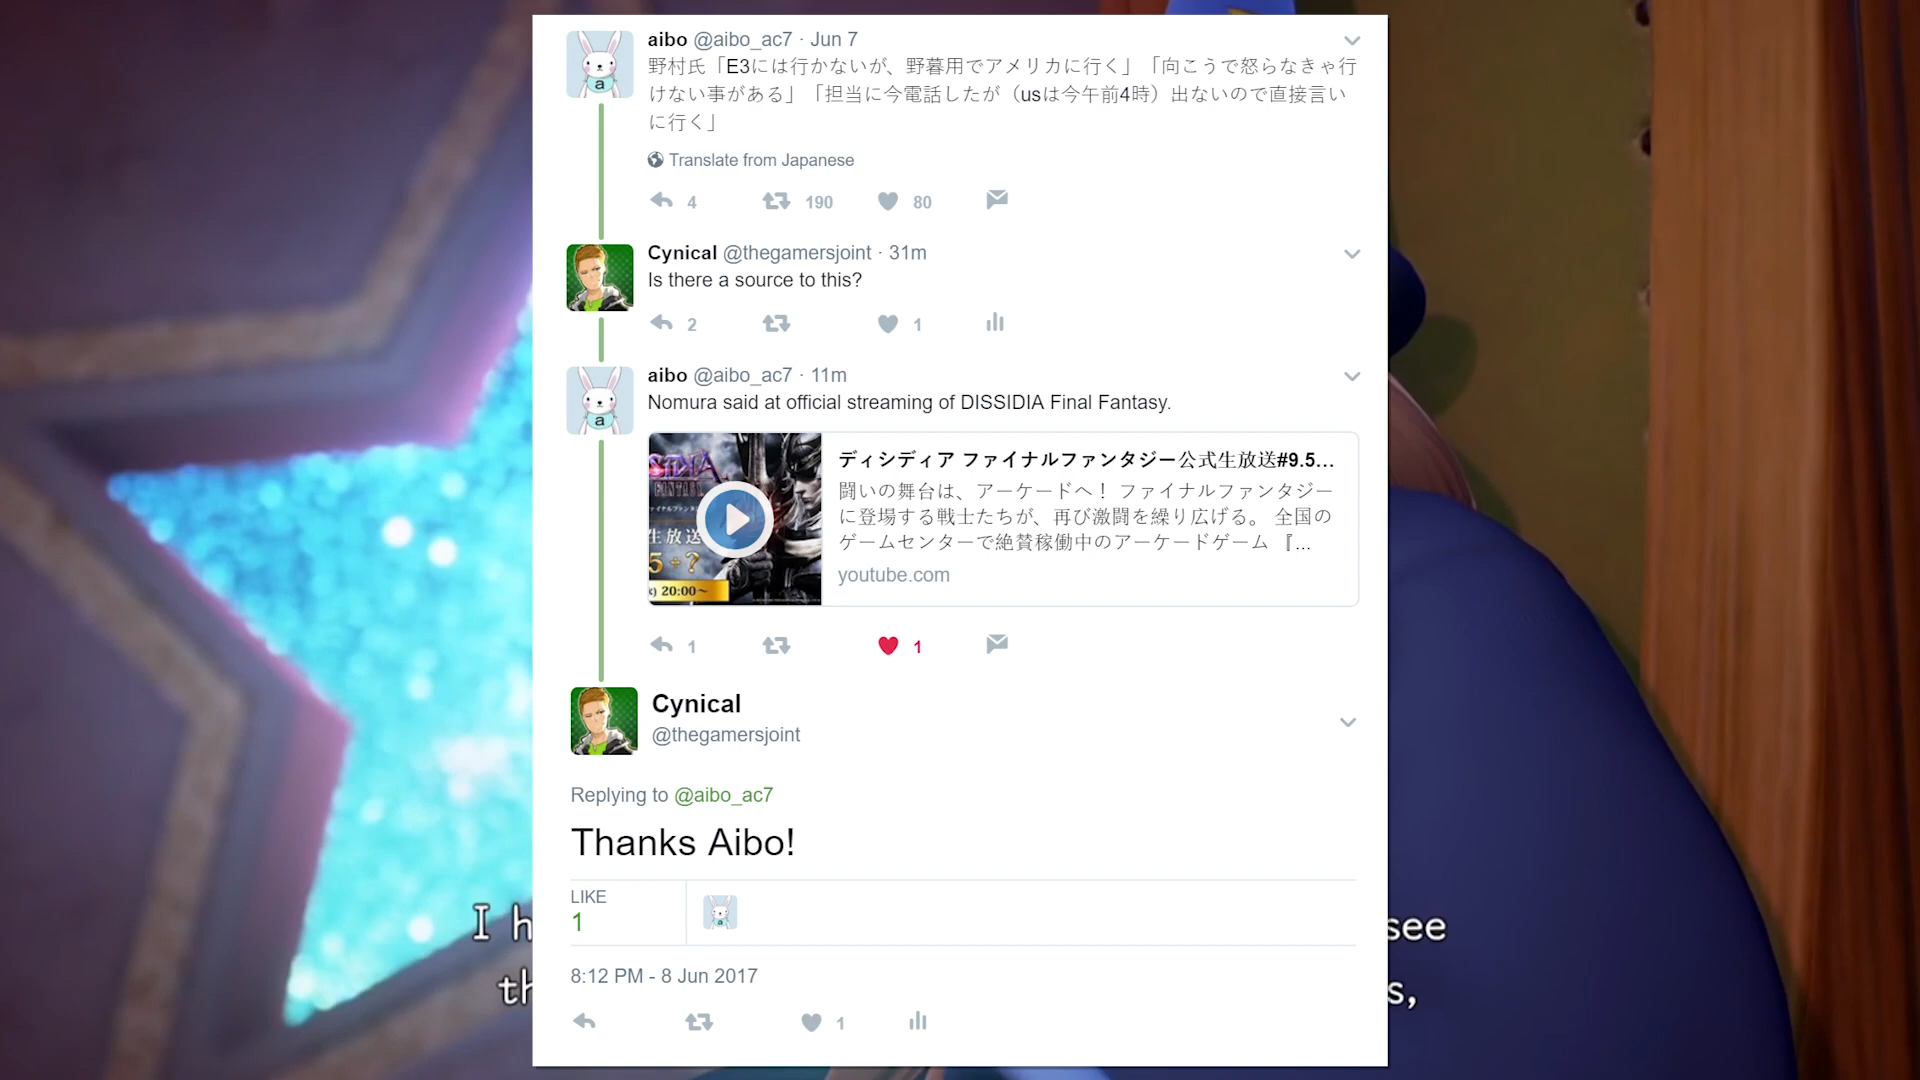 aibo @aibo_ac7 · Jun 7
野村氏「E3には行かないが、野暮用でアメリカに行く」「向こうで怒らなきゃ行
けない事がある」「担当に今電話したが（usは今午前4時）出ないので直接言い
に行く」
Translate from Japanese
4 190 80
Cynical @thegamersjoint · 31m
Is there a source to this?
2 1
aibo @aibo_ac7 · 11m
Nomura said at official streaming of DISSIDIA Final Fantasy.
ディシディア ファイナルファンタジー公式生放送#9.5...
闘いの舞台は、アーケードへ！ ファイナルファンタジー
に登場する戦士たちが、再び激闘を繰り広げる。 全国の
ゲームセンターで絶賛稼働中のアーケードゲーム 『...
youtube.com
生放送
5+?
20:00～
1 1
Cynical
@thegamersjoint
Replying to @aibo_ac7
Thanks Aibo!
LIKE
1
I h see
th s,
8:12 PM - 8 Jun 2017
1